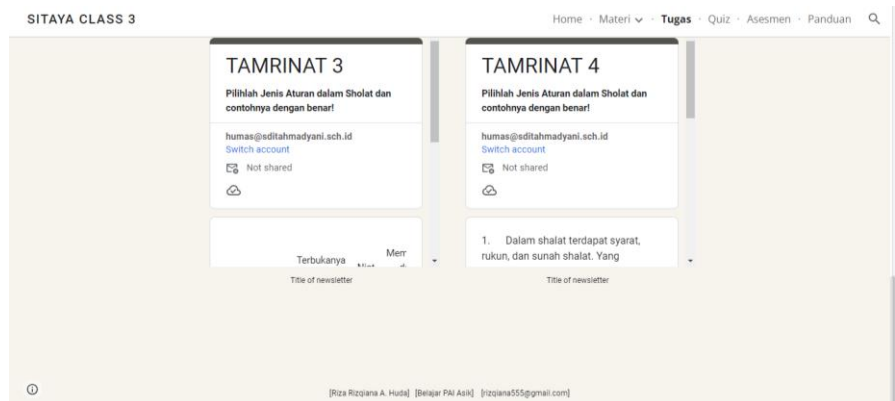 SITAYA CLASS 3
Home · Materi · Tugas · Quiz · Asesmen · Panduan
TAMRINAT 3
Pilihlah Jenis Aturan dalam Sholat dan
contohnya dengan benar!
humas@sditahmadyani.sch.id
Switch account
Not shared
Terbukanya
Title of newsletter
TAMRINAT 4
Pilihlah Jenis Aturan dalam Sholat dan
contohnya dengan benar!
humas@sditahmadyani.sch.id
Switch account
Not shared
1. Dalam shalat terdapat syarat,
rukun, dan sunah shalat. Yang
Title of newsletter
[Riza Rizqiana A. Huda] [Belajar PAI Asik] [rizqiana555@gmail.com]